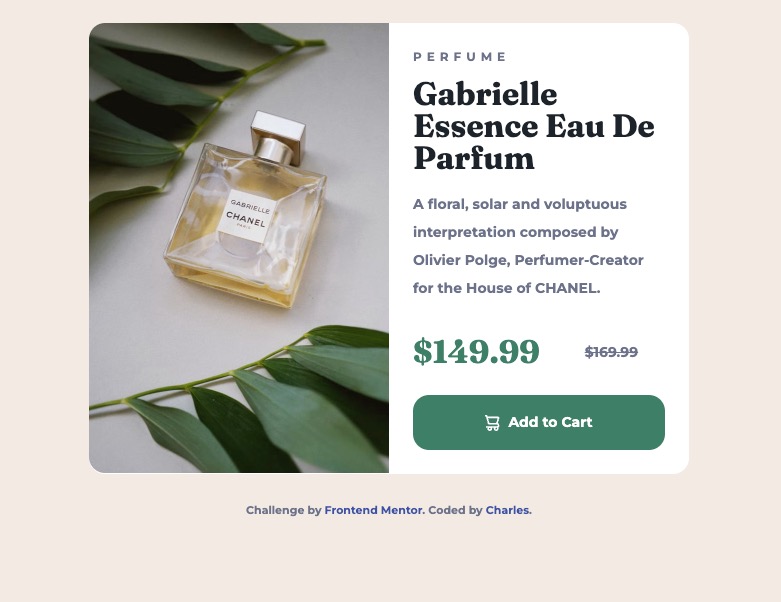 GABRIELLE
CHANEL
PARIS
PERFUME
Gabrielle
Essence Eau De
Parfum
A floral, solar and voluptuous
interpretation composed by
Olivier Polge, Perfumer-Creator
for the House of CHANEL.
$149.99 $169.99
Add to Cart
Challenge by Frontend Mentor. Coded by Charles.